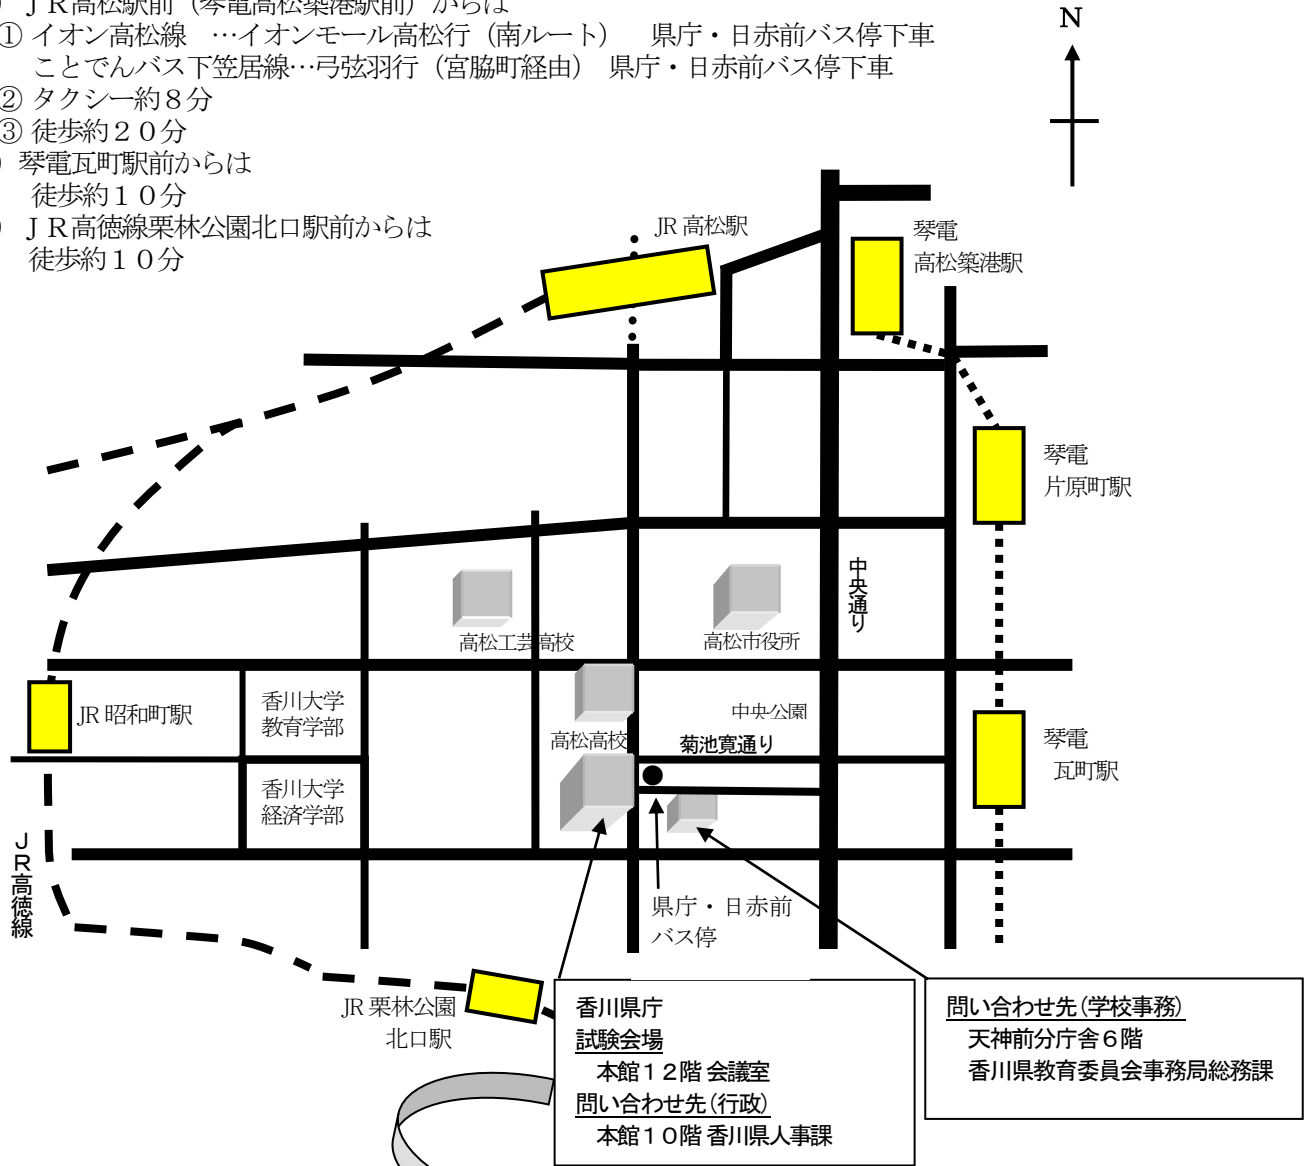 ＪＲ高松駅前（琴電高松築港駅前）からは
① イオン高松線　…イオンモール高松行（南ルート）　県庁・日赤前バス停下車
ことでんバス下笠居線…弓弦羽行（宮脇町経由）　県庁・日赤前バス停下車
② タクシー約８分
③ 徒歩約２０分
琴電瓦町駅前からは
徒歩約１０分
ＪＲ高徳線栗林公園北口駅前からは
徒歩約１０分
N
JR 高松駅
琴電
高松築港駅
琴電
片原町駅
中央通り
高松工芸高校
高松市役所
JR 昭和町駅
香川大学
教育学部
中央公園
高松高校
菊池寛通り
琴電
瓦町駅
香川大学
経済学部
ＪＲ高徳線
県庁・日赤前
バス停
JR 栗林公園
北口駅
香川県庁
試験会場
本館１２階 会議室
問い合わせ先（行政）
本館１０階 香川県人事課
問い合わせ先（学校事務）
天神前分庁舎６階
香川県教育委員会事務局総務課